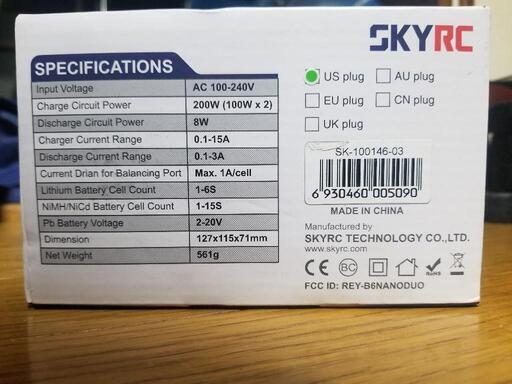 SKYRC
SPECIFICATIONS
Input Voltage AC 100-240V
Charge Circuit Power 200W (100W x 2)
Discharge Circuit Power 8W
Charger Current Range 0.1-15A
Discharge Current Range 0.1-3A
Current Drian for Balancing Port Max. 1A/cell
Lithium Battery Cell Count 1-6S
NiMH/NiCd Battery Cell Count 1-15S
Pb Battery Voltage 2-20V
Dimension 127x115x71mm
Net Weight 561g
US plug AU plug
EU plug CN plug
UK plug
SK-100146-03
6 930460 005090
MADE IN CHINA
Manufactured by
SKYRC TECHNOLOGY CO.,LTD.
CE BC
FCC ID: REY-B6NANODUO